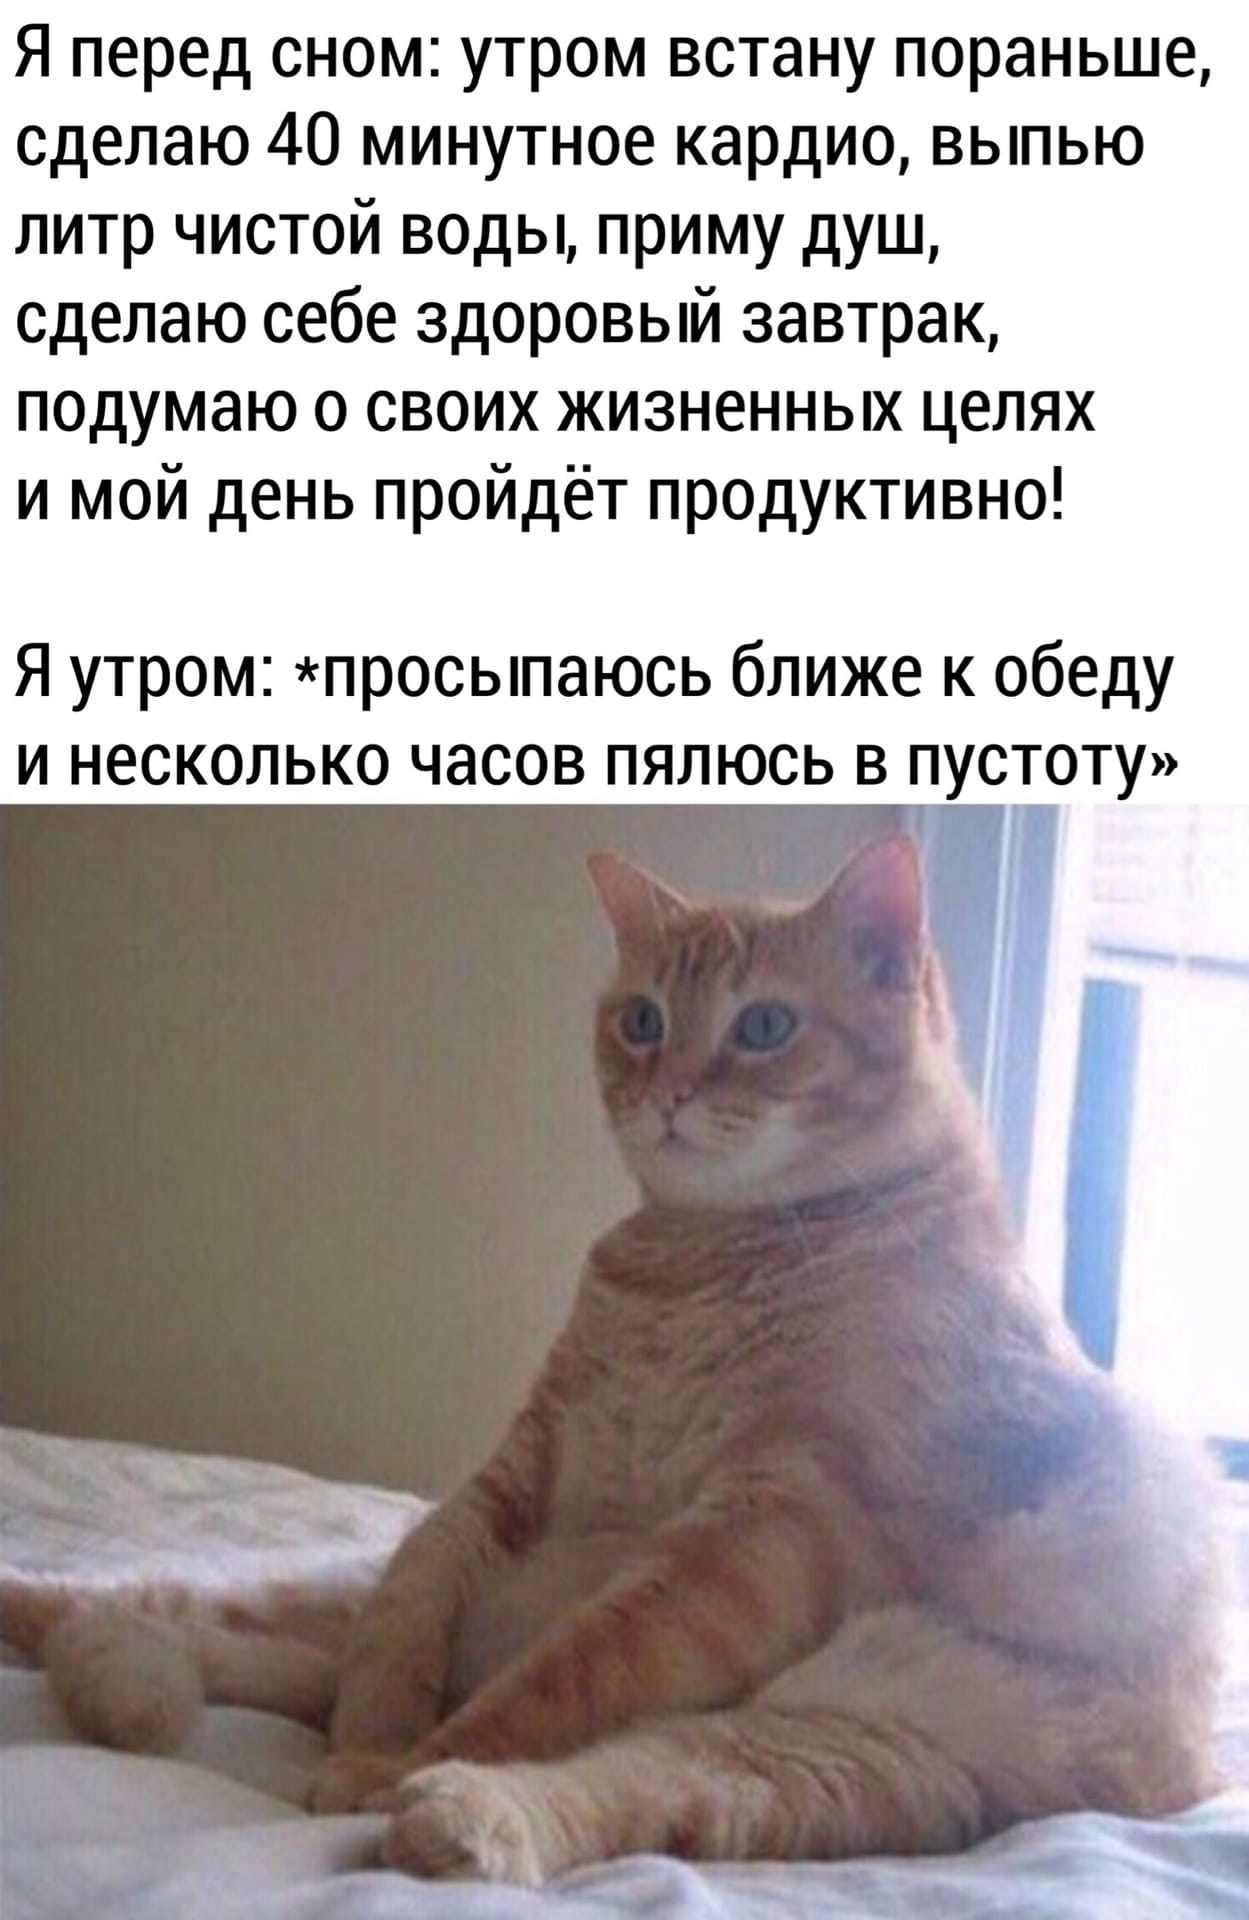 Я перед сном: утром встану пораньше,
сделаю 40 минутное кардио, выпью
литр чистой воды, приму душ,
сделаю себе здоровый завтрак,
подумаю о своих жизненных целях
и мой день пройдёт продуктивно!
Я утром: *просыпаюсь ближе к обеду
и несколько часов пялюсь в пустоту»